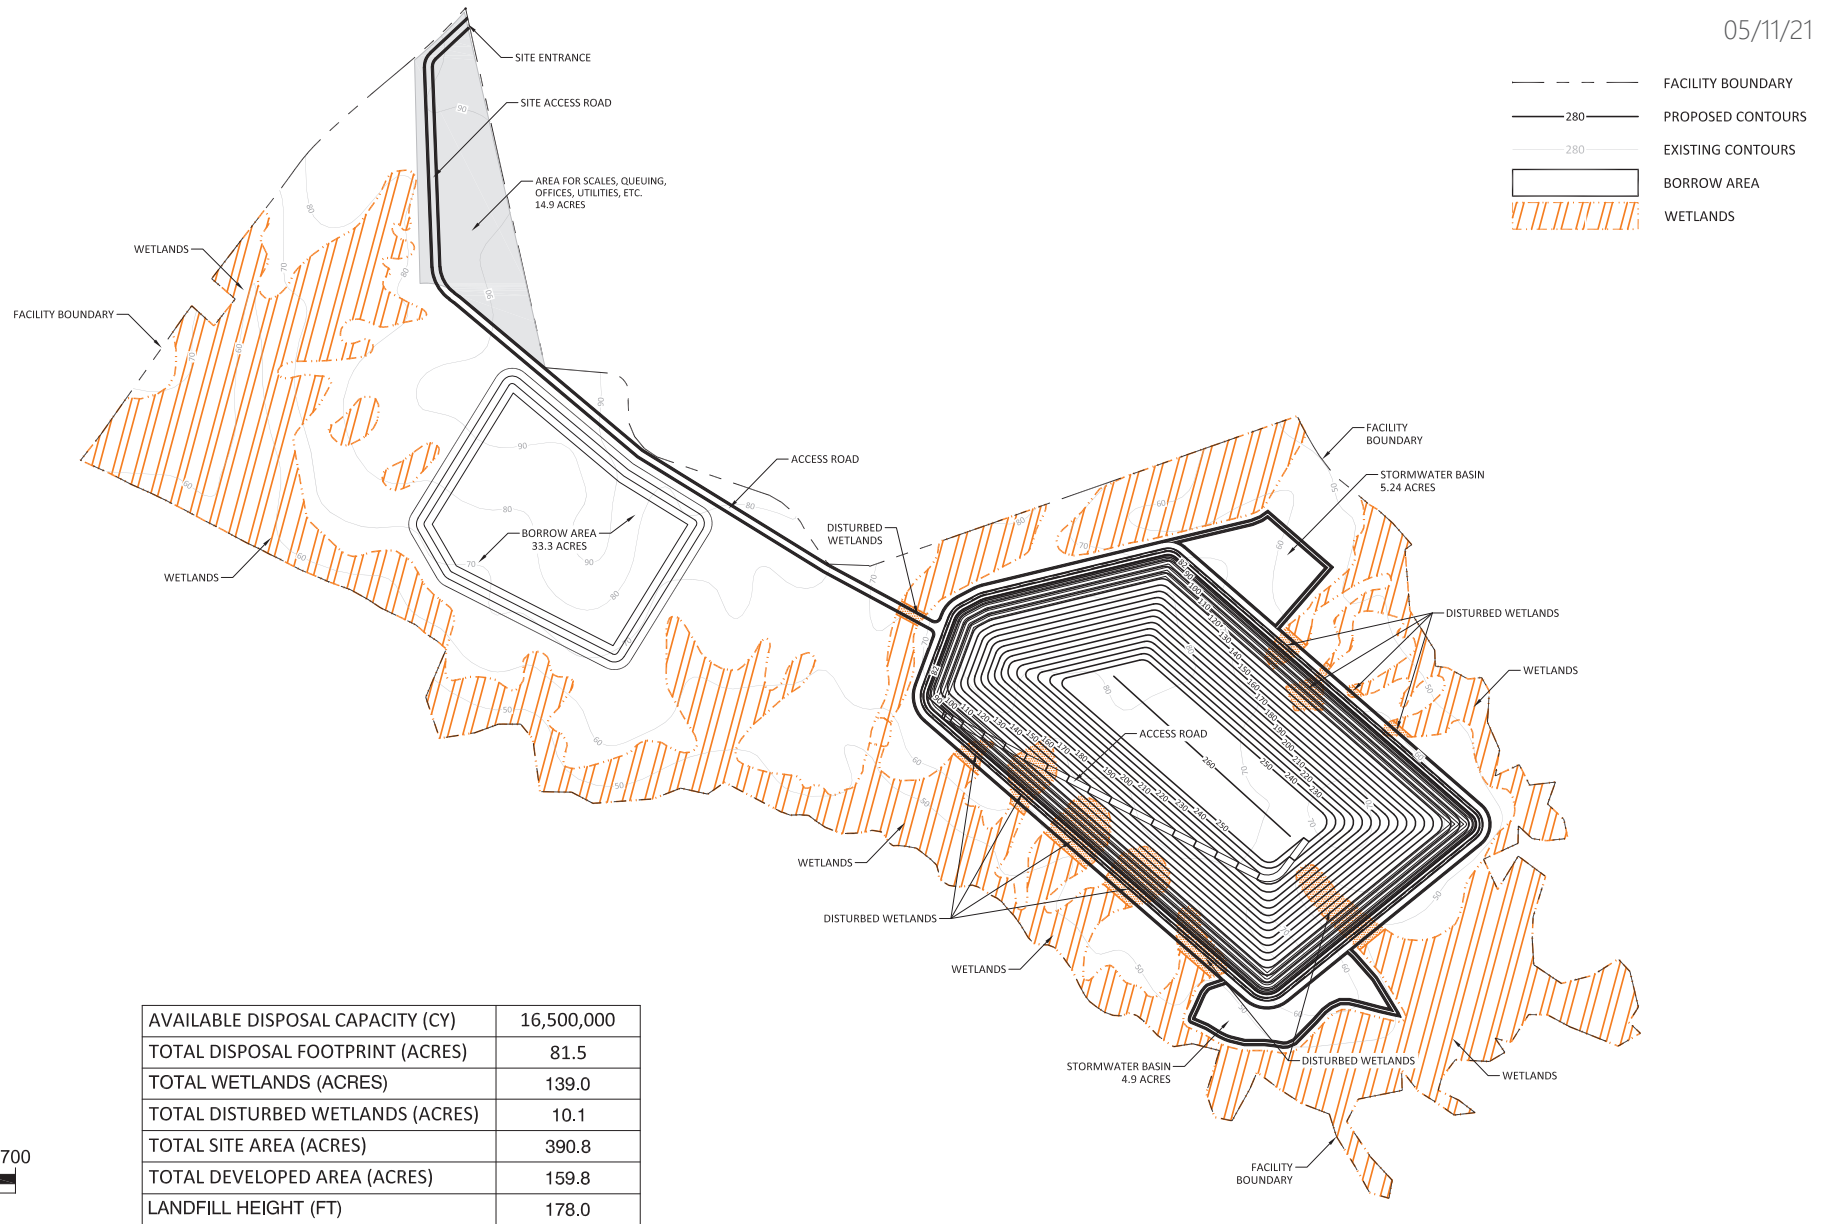 05/11/21
FACILITY BOUNDARY
280
PROPOSED CONTOURS
280
EXISTING CONTOURS
BORROW AREA
WETLANDS
SITE ENTRANCE
SITE ACCESS ROAD
AREA FOR SCALES, QUEUING,
OFFICES, UTILITIES, ETC.
14.9 ACRES
WETLANDS
FACILITY BOUNDARY
ACCESS ROAD
BORROW AREA
33.3 ACRES
WETLANDS
DISTURBED
WETLANDS
FACILITY
BOUNDARY
STORMWATER BASIN
5.24 ACRES
DISTURBED WETLANDS
WETLANDS
ACCESS ROAD
260
WETLANDS
DISTURBED WETLANDS
WETLANDS
STORMWATER BASIN
4.9 ACRES
DISTURBED WETLANDS
WETLANDS
FACILITY
BOUNDARY
AVAILABLE DISPOSAL CAPACITY (CY) 16,500,000
TOTAL DISPOSAL FOOTPRINT (ACRES) 81.5
TOTAL WETLANDS (ACRES) 139.0
TOTAL DISTURBED WETLANDS (ACRES) 10.1
TOTAL SITE AREA (ACRES) 390.8
TOTAL DEVELOPED AREA (ACRES) 159.8
LANDFILL HEIGHT (FT) 178.0
700